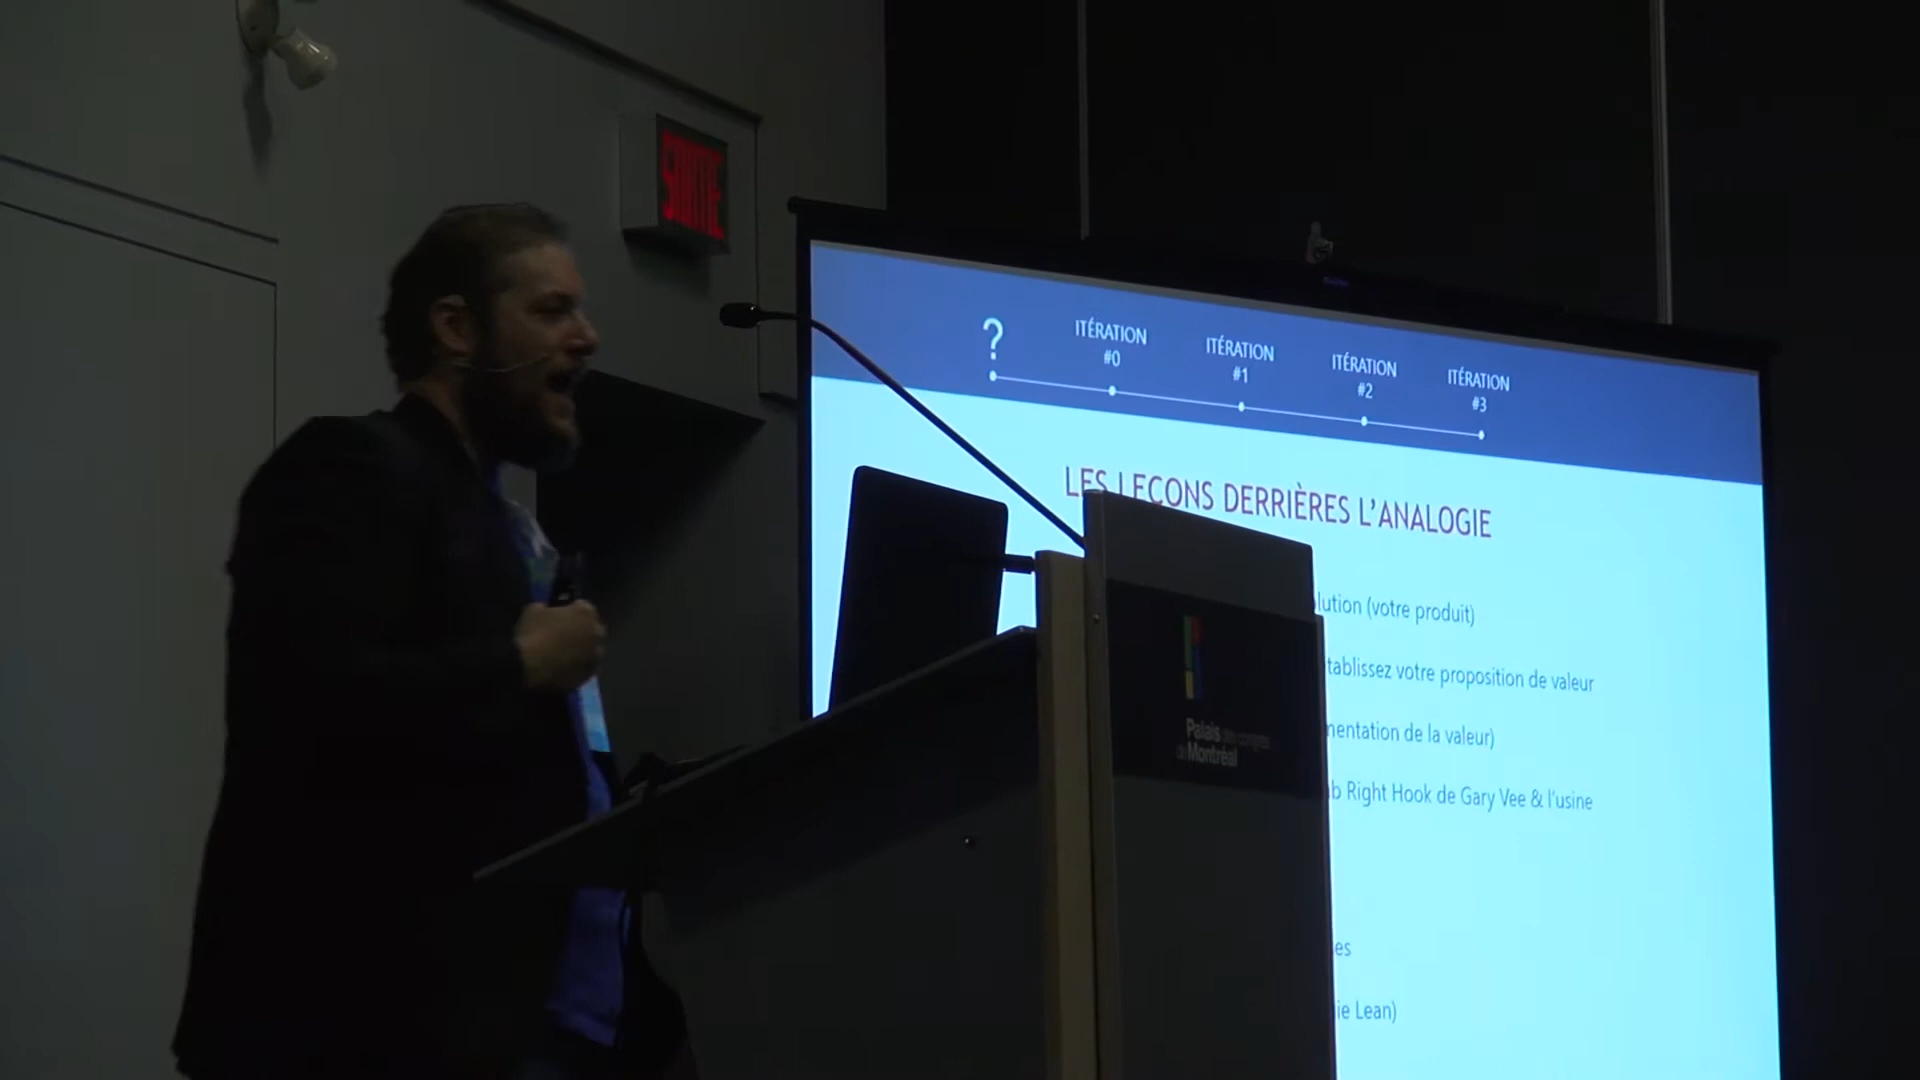 SORTIE
?
ITÉRATION
#0
ITÉRATION
#1
ITÉRATION
#2
ITÉRATION
#3
LES LEÇONS DERRIÈRES L'ANALOGIE
lution (votre produit)
tablissez votre proposition de valeur
mentation de la valeur)
b Right Hook de Gary Vee & l'usine
es
ie Lean)
Palais des congrès
de Montréal